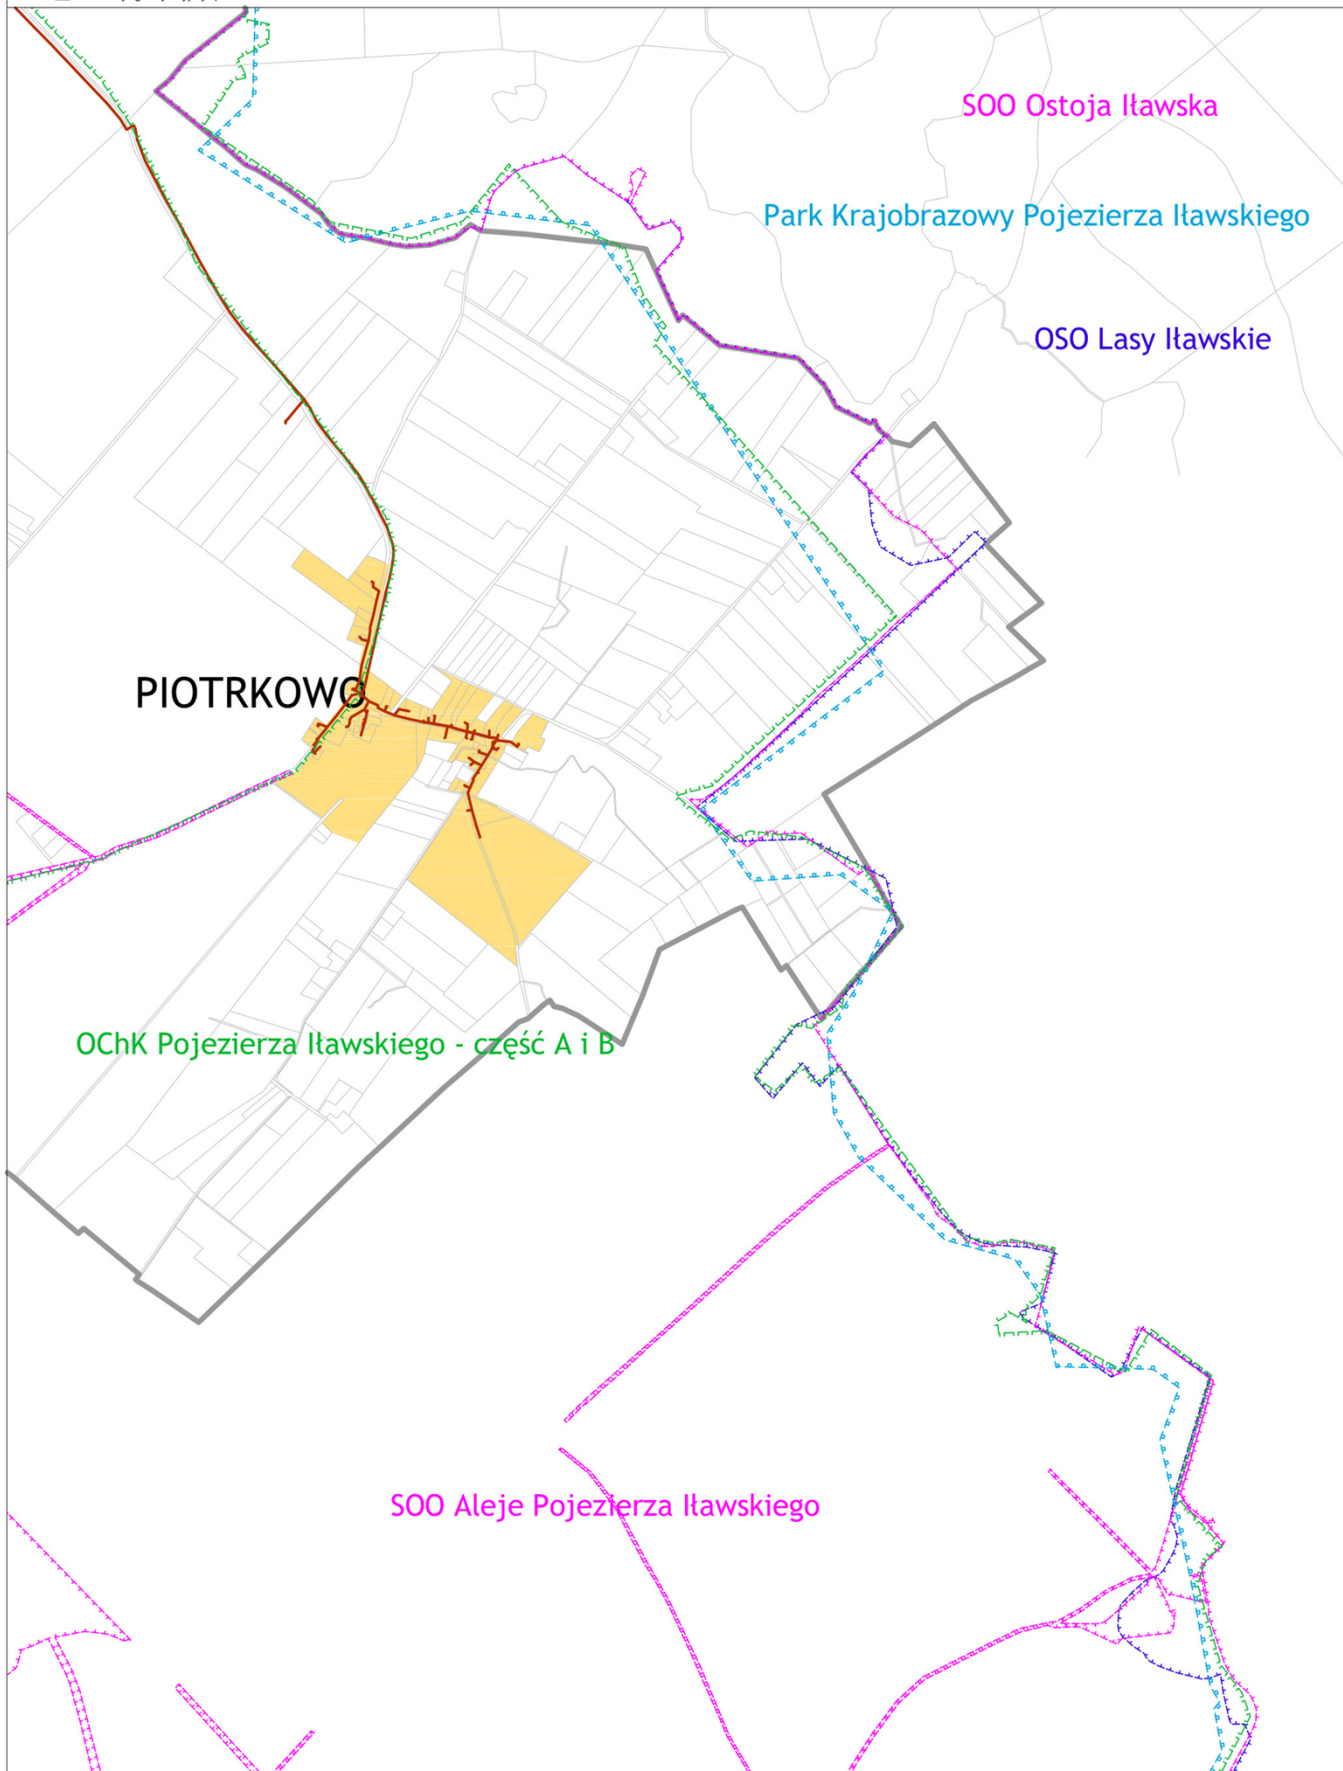 SOO Ostoja Iławska
Park Krajobrazowy Pojezierza Iławskiego
OSO Lasy Iławskie
PIOTRKOWO
OChK Pojezierza Iławskiego - część A i B
SOO Aleje Pojezierza Iławskiego